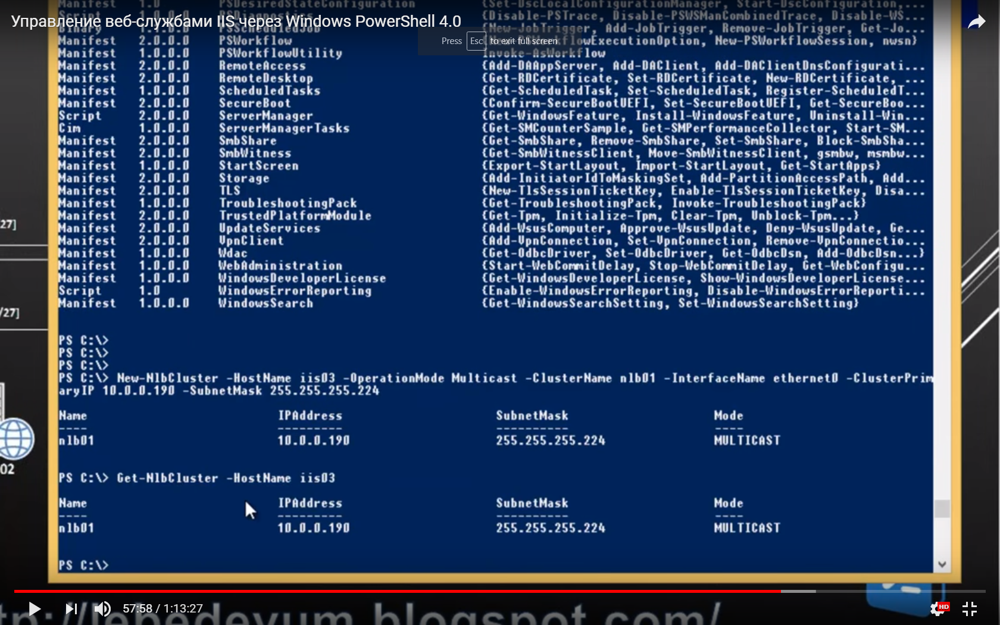 Manifest 1.0 PSDesiredStateConfiguration {Set-DscLocalConfigurationManager, Start-DscConfiguration,...
Script 1.0.0.0 PSDiagnostics {Disable-PSTrace, Disable-PSWSManCombinedTrace, Disable-WS...
Управление веб-службами IIS через Windows PowerShell 4.0
Binary PSScheduledJob {New-JobTrigger, Add-JobTrigger, Remove-JobTrigger, Get-Jo...
Press Esc to exit full screen
Manifest 2.0.0.0 PSWorkflow lowExecutionOption, New-PSWorkflowSession, nwsn}
Manifest 1.0.0.0 PSWorkflowUtility Invoke-AsWorkflow
Manifest 2.0.0.0 RemoteAccess {Add-DAAppServer, Add-DAClient, Add-DAClientDnsConfigurati...
Manifest 2.0.0.0 RemoteDesktop {Get-RDCertificate, Set-RDCertificate, New-RDCertificate, ...
Manifest 1.0.0.0 ScheduledTasks {Get-ScheduledTask, Set-ScheduledTask, Register-ScheduledT...
Manifest 2.0.0.0 SecureBoot {Confirm-SecureBootUEFI, Set-SecureBootUEFI, Get-SecureBoo...
Script 2.0.0.0 ServerManager {Get-WindowsFeature, Install-WindowsFeature, Uninstall-Win...
Cim 1.0.0.0 ServerManagerTasks {Get-SMCounterSample, Get-SMPerformanceCollector, Start-SM...
Manifest 2.0.0.0 SmbShare {Get-SmbShare, Remove-SmbShare, Set-SmbShare, Block-SmbSha...
Manifest 2.0.0.0 SmbWitness {Get-SmbWitnessClient, Move-SmbWitnessClient, gsmbw, msmbw...
Manifest 1.0.0.0 StartScreen {Export-StartLayout, Import-StartLayout, Get-StartApps}
Manifest 2.0.0.0 Storage {Add-InitiatorIdToMaskingSet, Add-PartitionAccessPath, Add...
Manifest 2.0.0.0 TLS {New-TlsSessionTicketKey, Enable-TlsSessionTicketKey, Disa...
Manifest 1.0.0.0 TroubleshootingPack {Get-TroubleshootingPack, Invoke-TroubleshootingPack}
Manifest 2.0.0.0 TrustedPlatformModule {Get-Tpm, Initialize-Tpm, Clear-Tpm, Unblock-Tpm...}
Manifest 2.0.0.0 UpdateServices {Add-WsusComputer, Approve-WsusUpdate, Deny-WsusUpdate, Ge...
Manifest 2.0.0.0 VpnClient {Add-VpnConnection, Set-VpnConnection, Remove-VpnConnectio...
Manifest 1.0.0.0 Wdac {Get-OdbcDriver, Set-OdbcDriver, Get-OdbcDsn, Add-OdbcDsn...}
Manifest 1.0.0.0 WebAdministration {Start-WebCommitDelay, Stop-WebCommitDelay, Get-WebConfigu...
Manifest 1.0.0.0 WindowsDeveloperLicense {Get-WindowsDeveloperLicense, Show-WindowsDeveloperLicense...
Script 1.0 WindowsErrorReporting {Enable-WindowsErrorReporting, Disable-WindowsErrorReporti...
Manifest 1.0.0.0 WindowsSearch {Get-WindowsSearchSetting, Set-WindowsSearchSetting}
27]
/27]
02
PS C:\>
PS C:\>
PS C:\>
PS C:\> New-NlbCluster -HostName iis03 -OperationMode Multicast -ClusterName nlb01 -InterfaceName ethernet0 -ClusterPrim
aryIP 10.0.0.190 -SubnetMask 255.255.255.224
Name IPAddress SubnetMask Mode
---- --------- ---------- ----
nlb01 10.0.0.190 255.255.255.224 MULTICAST
PS C:\> Get-NlbCluster -HostName iis03
Name IPAddress SubnetMask Mode
---- --------- ---------- ----
nlb01 10.0.0.190 255.255.255.224 MULTICAST
PS C:\>
57:58 / 1:13:27
HD
tp://lebedevum.blogspot.com/